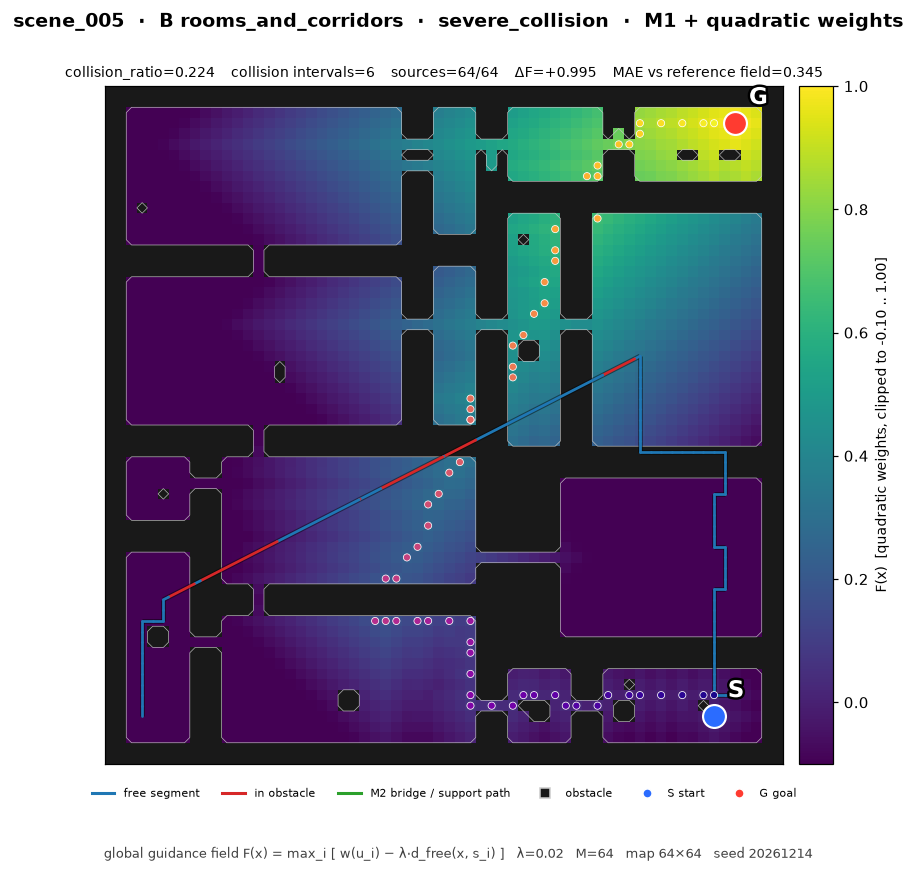 scene_005 · B rooms_and_corridors · severe_collision · M1 + quadratic weights
collision_ratio=0.224 collision intervals=6 sources=64/64 ΔF=+0.995 MAE vs reference field=0.345
G
S
1.0
0.8
0.6
0.4
0.2
0.0
F(x) [quadratic weights, clipped to -0.10 .. 1.00]
free segment in obstacle M2 bridge / support path obstacle S start G goal
global guidance field F(x) = max_i [ w(u_i) − λ·d_free(x, s_i) ] λ=0.02 M=64 map 64×64 seed 20261214